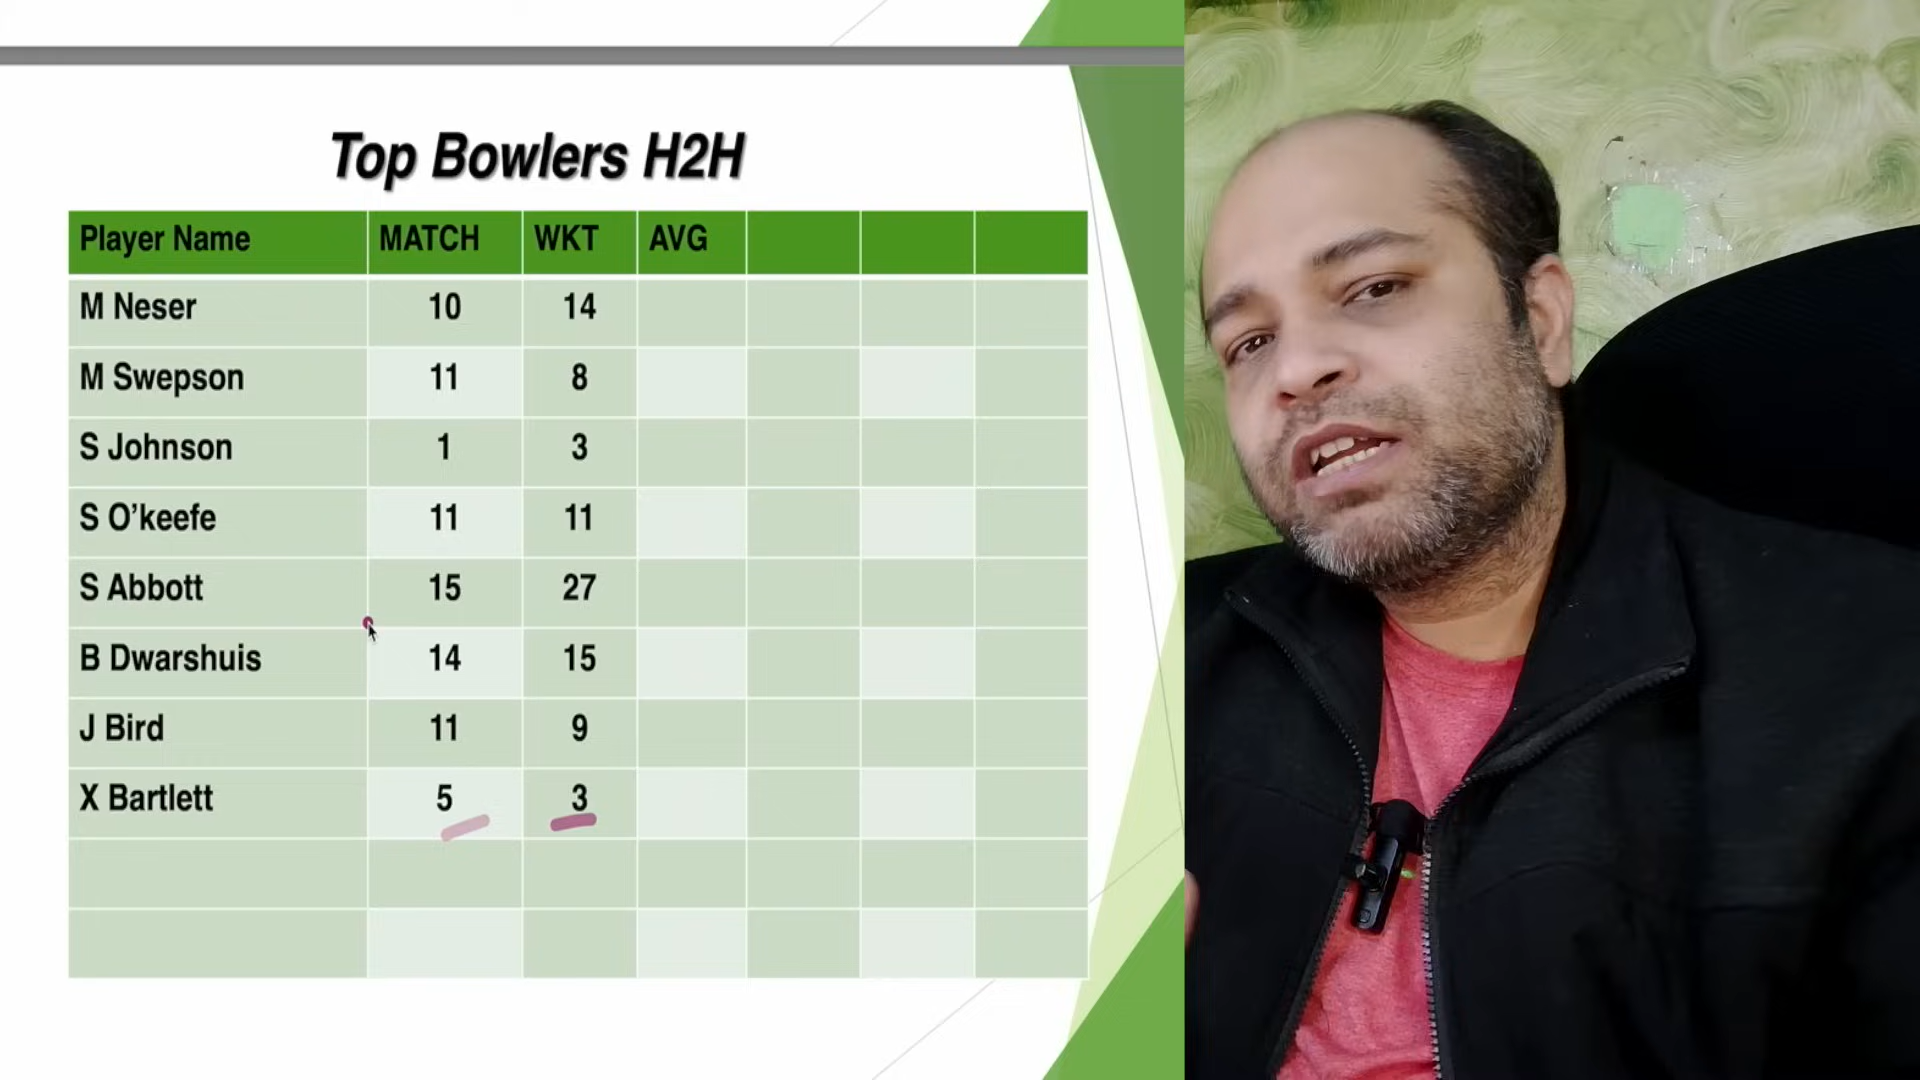 Top Bowlers H2H
Player Name MATCH WKT AVG
M Neser 10 14
M Swepson 11 8
S Johnson 1 3
S O'keefe 11 11
S Abbott 15 27
B Dwarshuis 14 15
J Bird 11 9
X Bartlett 5 3